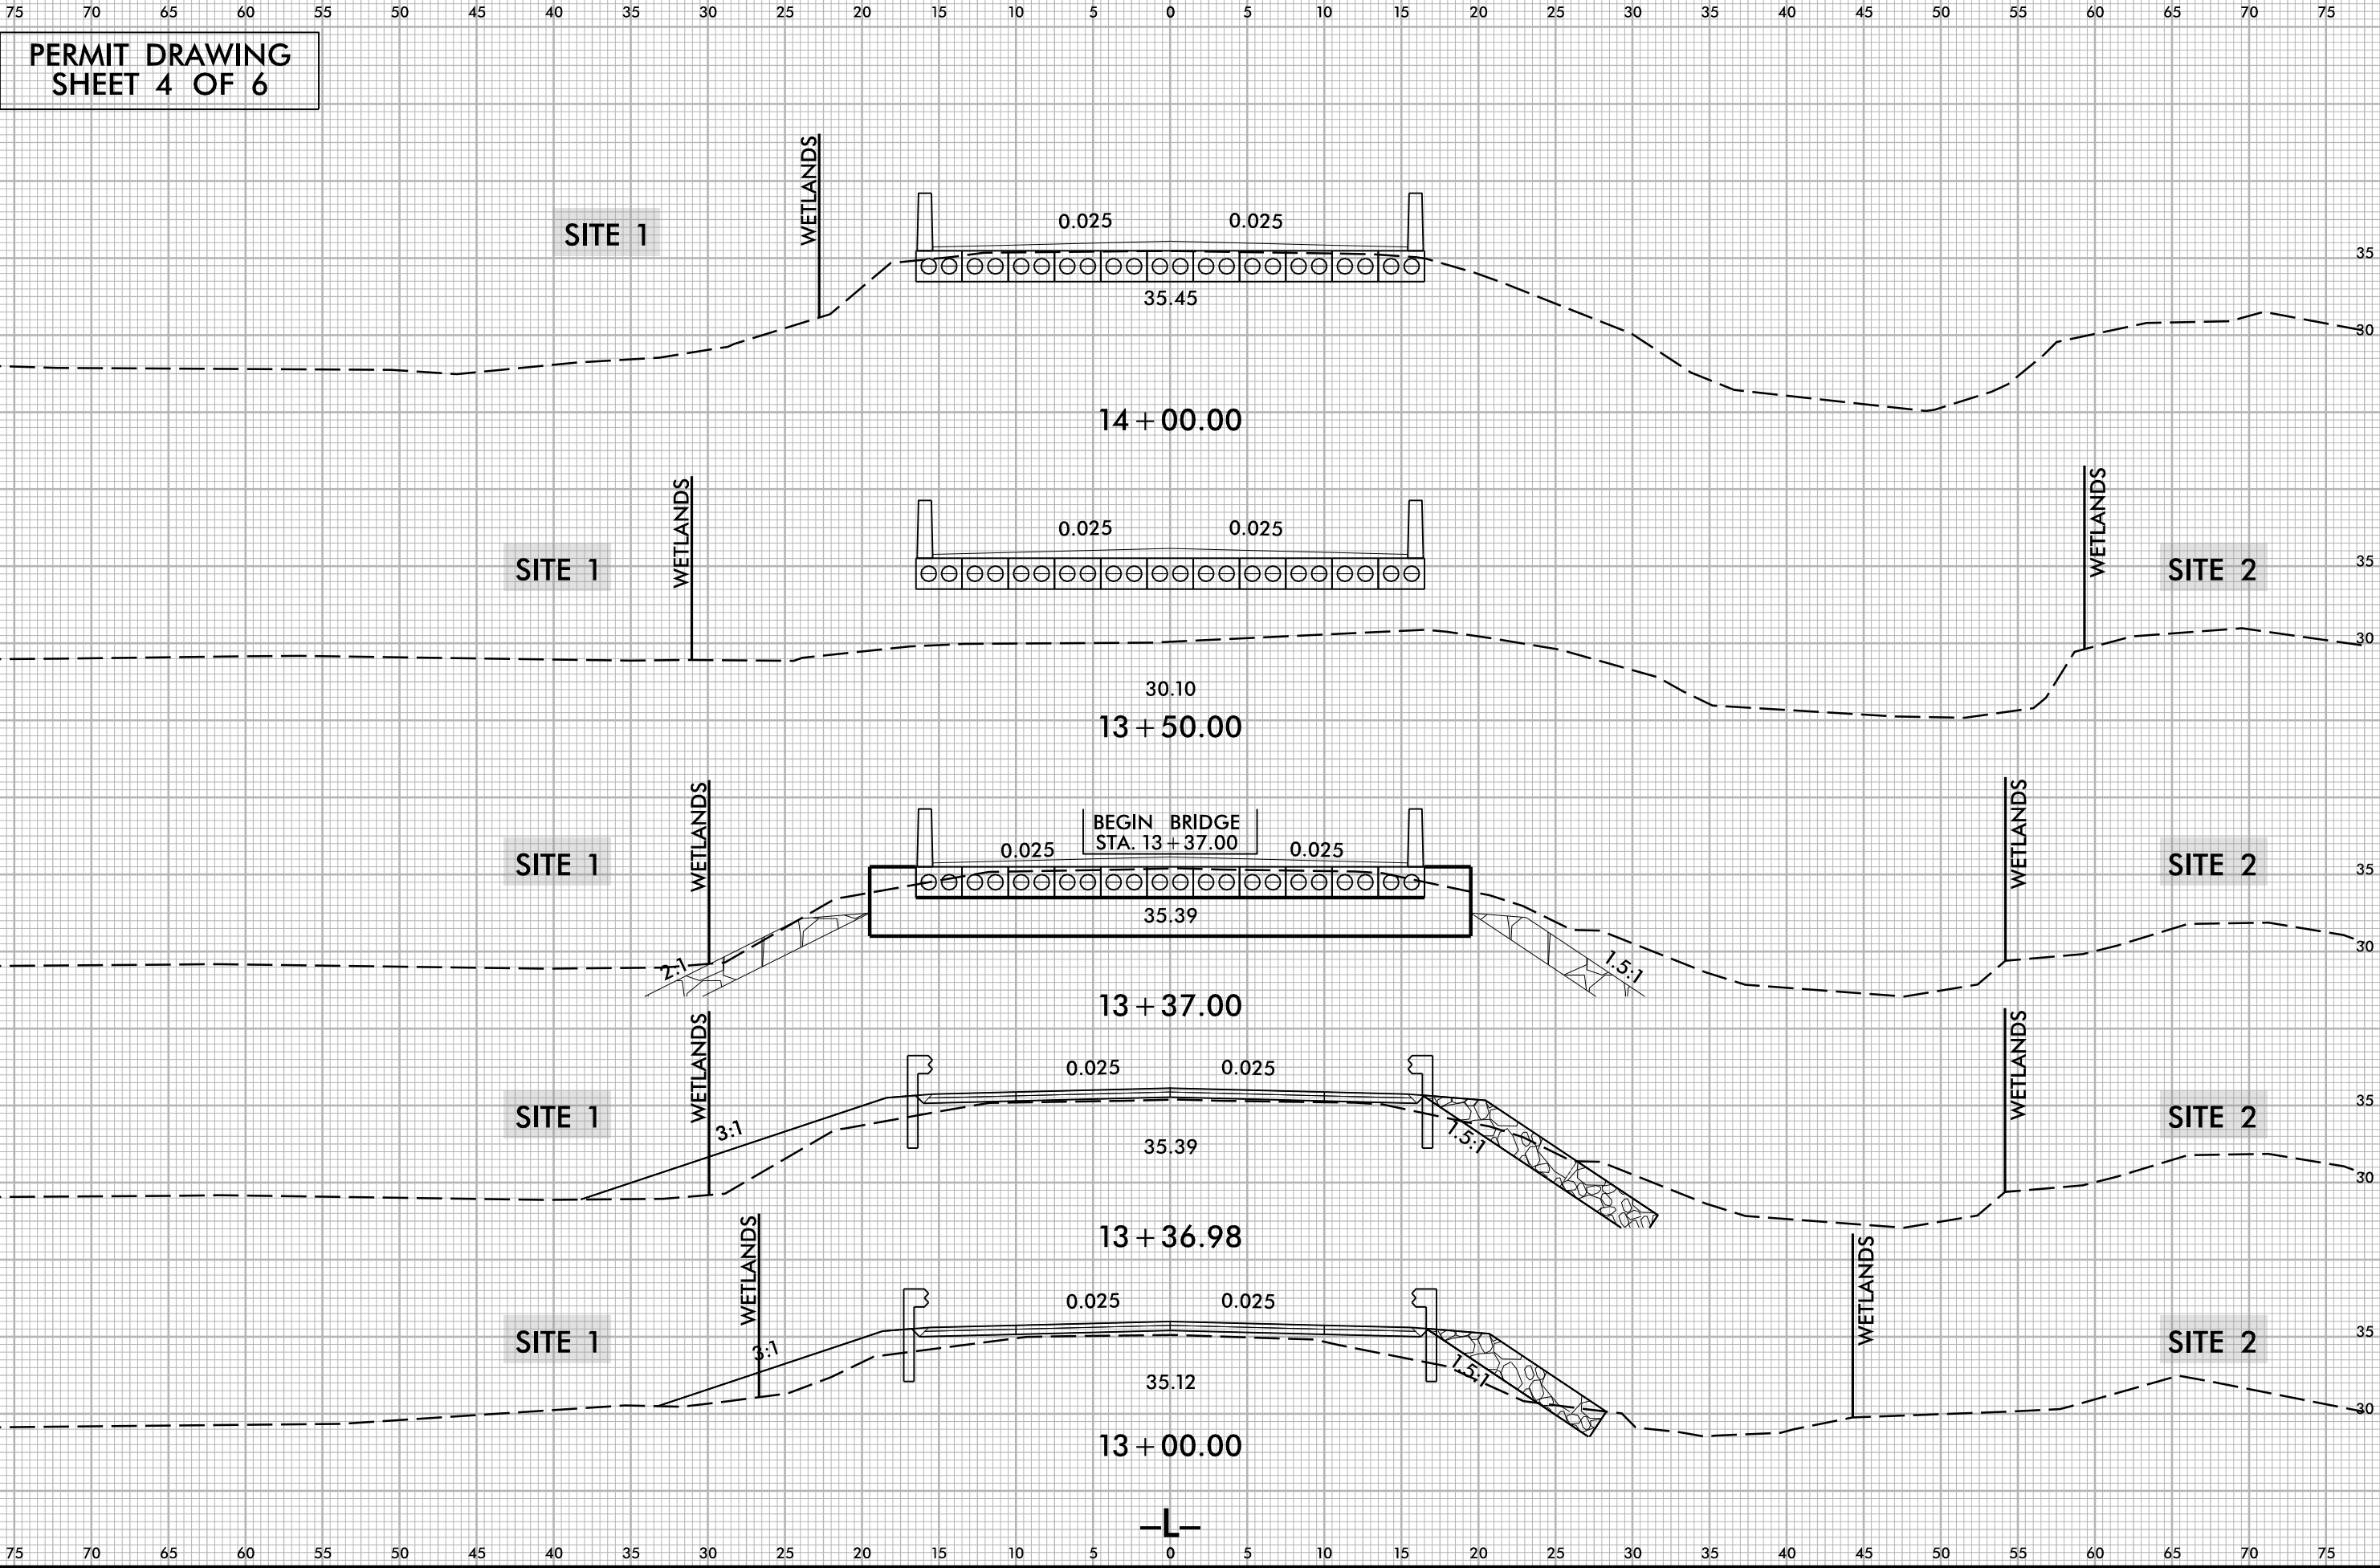 75 70 65 60 55 50 45 40 35 30 25 20 15 10 5 0 5 10 15 20 25 30 35 40 45 50 55 60 65 70 75
PERMIT DRAWING
SHEET 4 OF 6
WETLANDS
SITE 1
0.025 0.025
35
35.45
30
14+00.00
WETLANDS
WETLANDS
0.025 0.025
SITE 1
SITE 2
35
30
30.10
13+50.00
WETLANDS
WETLANDS
BEGIN BRIDGE
STA. 13+37.00
0.025 0.025
SITE 1
SITE 2
35
35.39
30
2:1
1.5:1
13+37.00
WETLANDS
WETLANDS
0.025 0.025
35
SITE 1
SITE 2
3:1
1.5:1
35.39
30
13+36.98
WETLANDS
WETLANDS
0.025 0.025
35
SITE 1
SITE 2
3:1
1.5:1
35.12
30
13+00.00
-L-
75 70 65 60 55 50 45 40 35 30 25 20 15 10 5 0 5 10 15 20 25 30 35 40 45 50 55 60 65 70 75